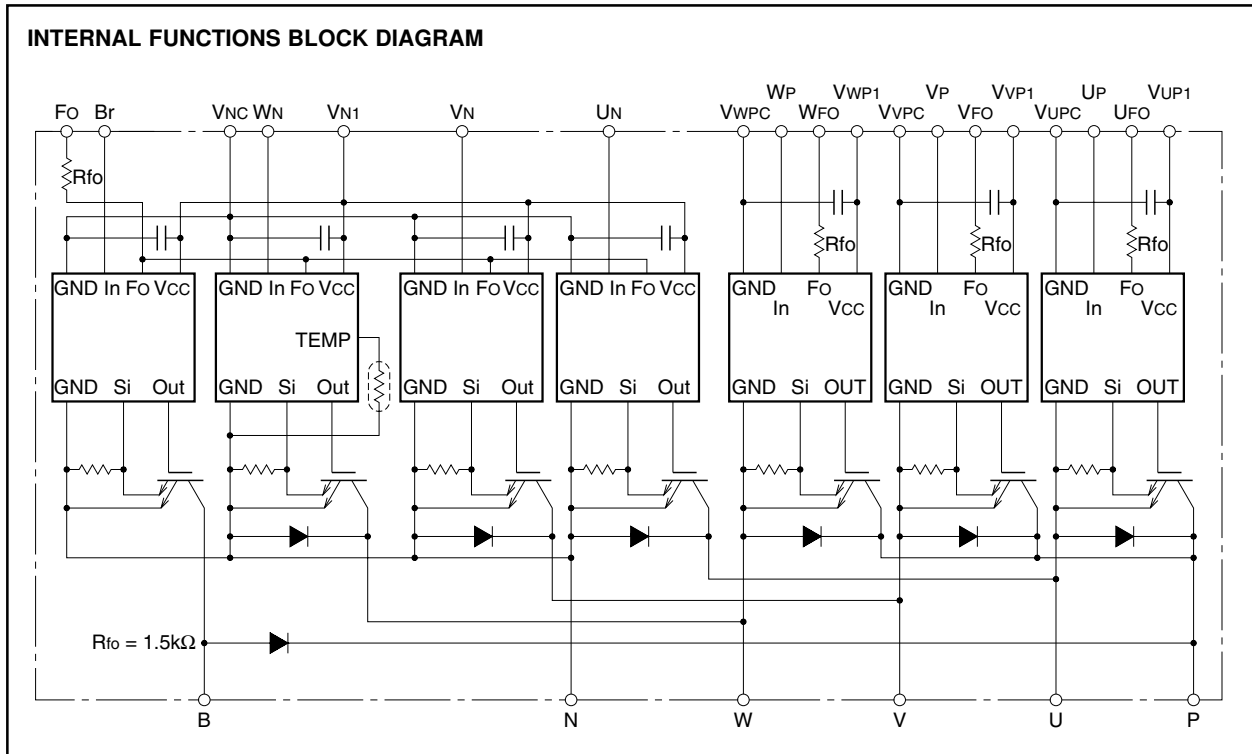 INTERNAL FUNCTIONS BLOCK DIAGRAM
WP VWP1 VP VVP1 UP VUP1
FO Br VNC WN VN1 VN UN VWPC WFO VVPC VFO VUPC UFO
Rfo
Rfo Rfo Rfo
GND In FO VCC GND In FO VCC GND In FO VCC GND In FO VCC GND FO GND FO GND FO
In VCC In VCC In VCC
TEMP
GND Si Out GND Si Out GND Si Out GND Si Out GND Si OUT GND Si OUT GND Si OUT
Rfo = 1.5kΩ
B N W V U P